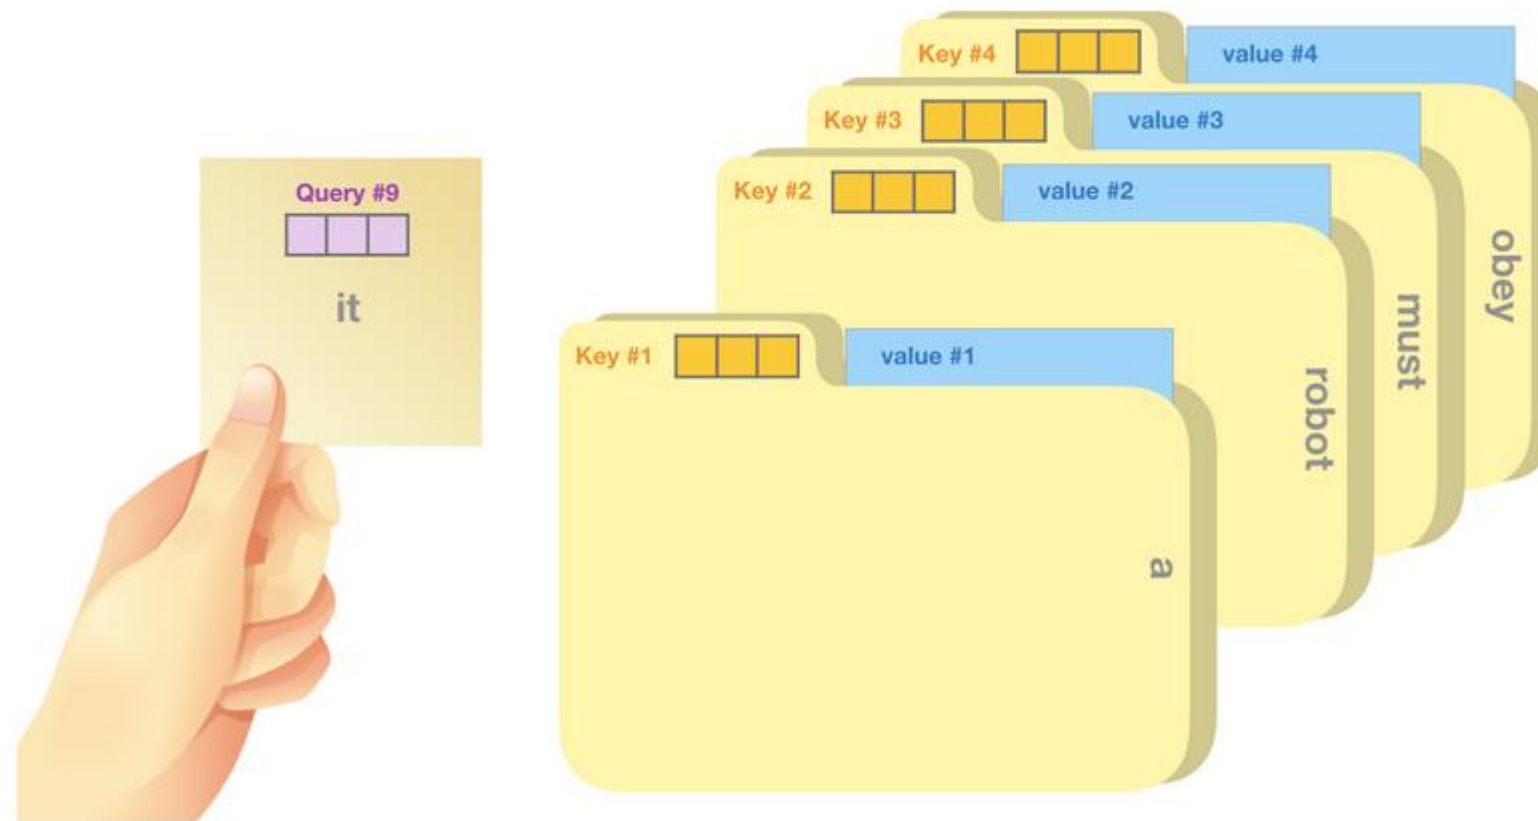 Query #9
it
Key #4 value #4
Key #3 value #3
Key #2 value #2
Key #1 value #1
obey
must
robot
a